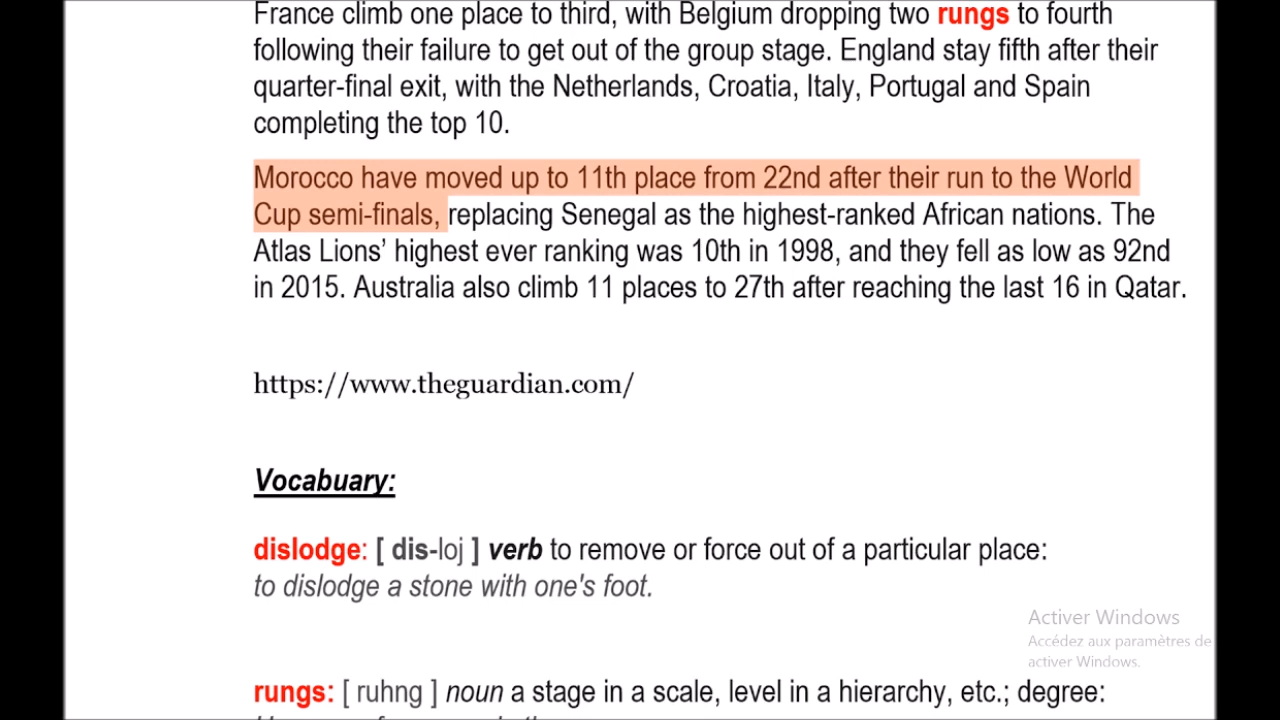 France climb one place to third, with Belgium dropping two rungs to fourth
following their failure to get out of the group stage. England stay fifth after their
quarter-final exit, with the Netherlands, Croatia, Italy, Portugal and Spain
completing the top 10.
Morocco have moved up to 11th place from 22nd after their run to the World
Cup semi-finals, replacing Senegal as the highest-ranked African nations. The
Atlas Lions’ highest ever ranking was 10th in 1998, and they fell as low as 92nd
in 2015. Australia also climb 11 places to 27th after reaching the last 16 in Qatar.
https://www.theguardian.com/
Vocabuary:
dislodge: [ dis-loj ] verb to remove or force out of a particular place:
to dislodge a stone with one's foot.
Activer Windows
Accédez aux paramètres de
activer Windows.
rungs: [ ruhng ] noun a stage in a scale, level in a hierarchy, etc.; degree: